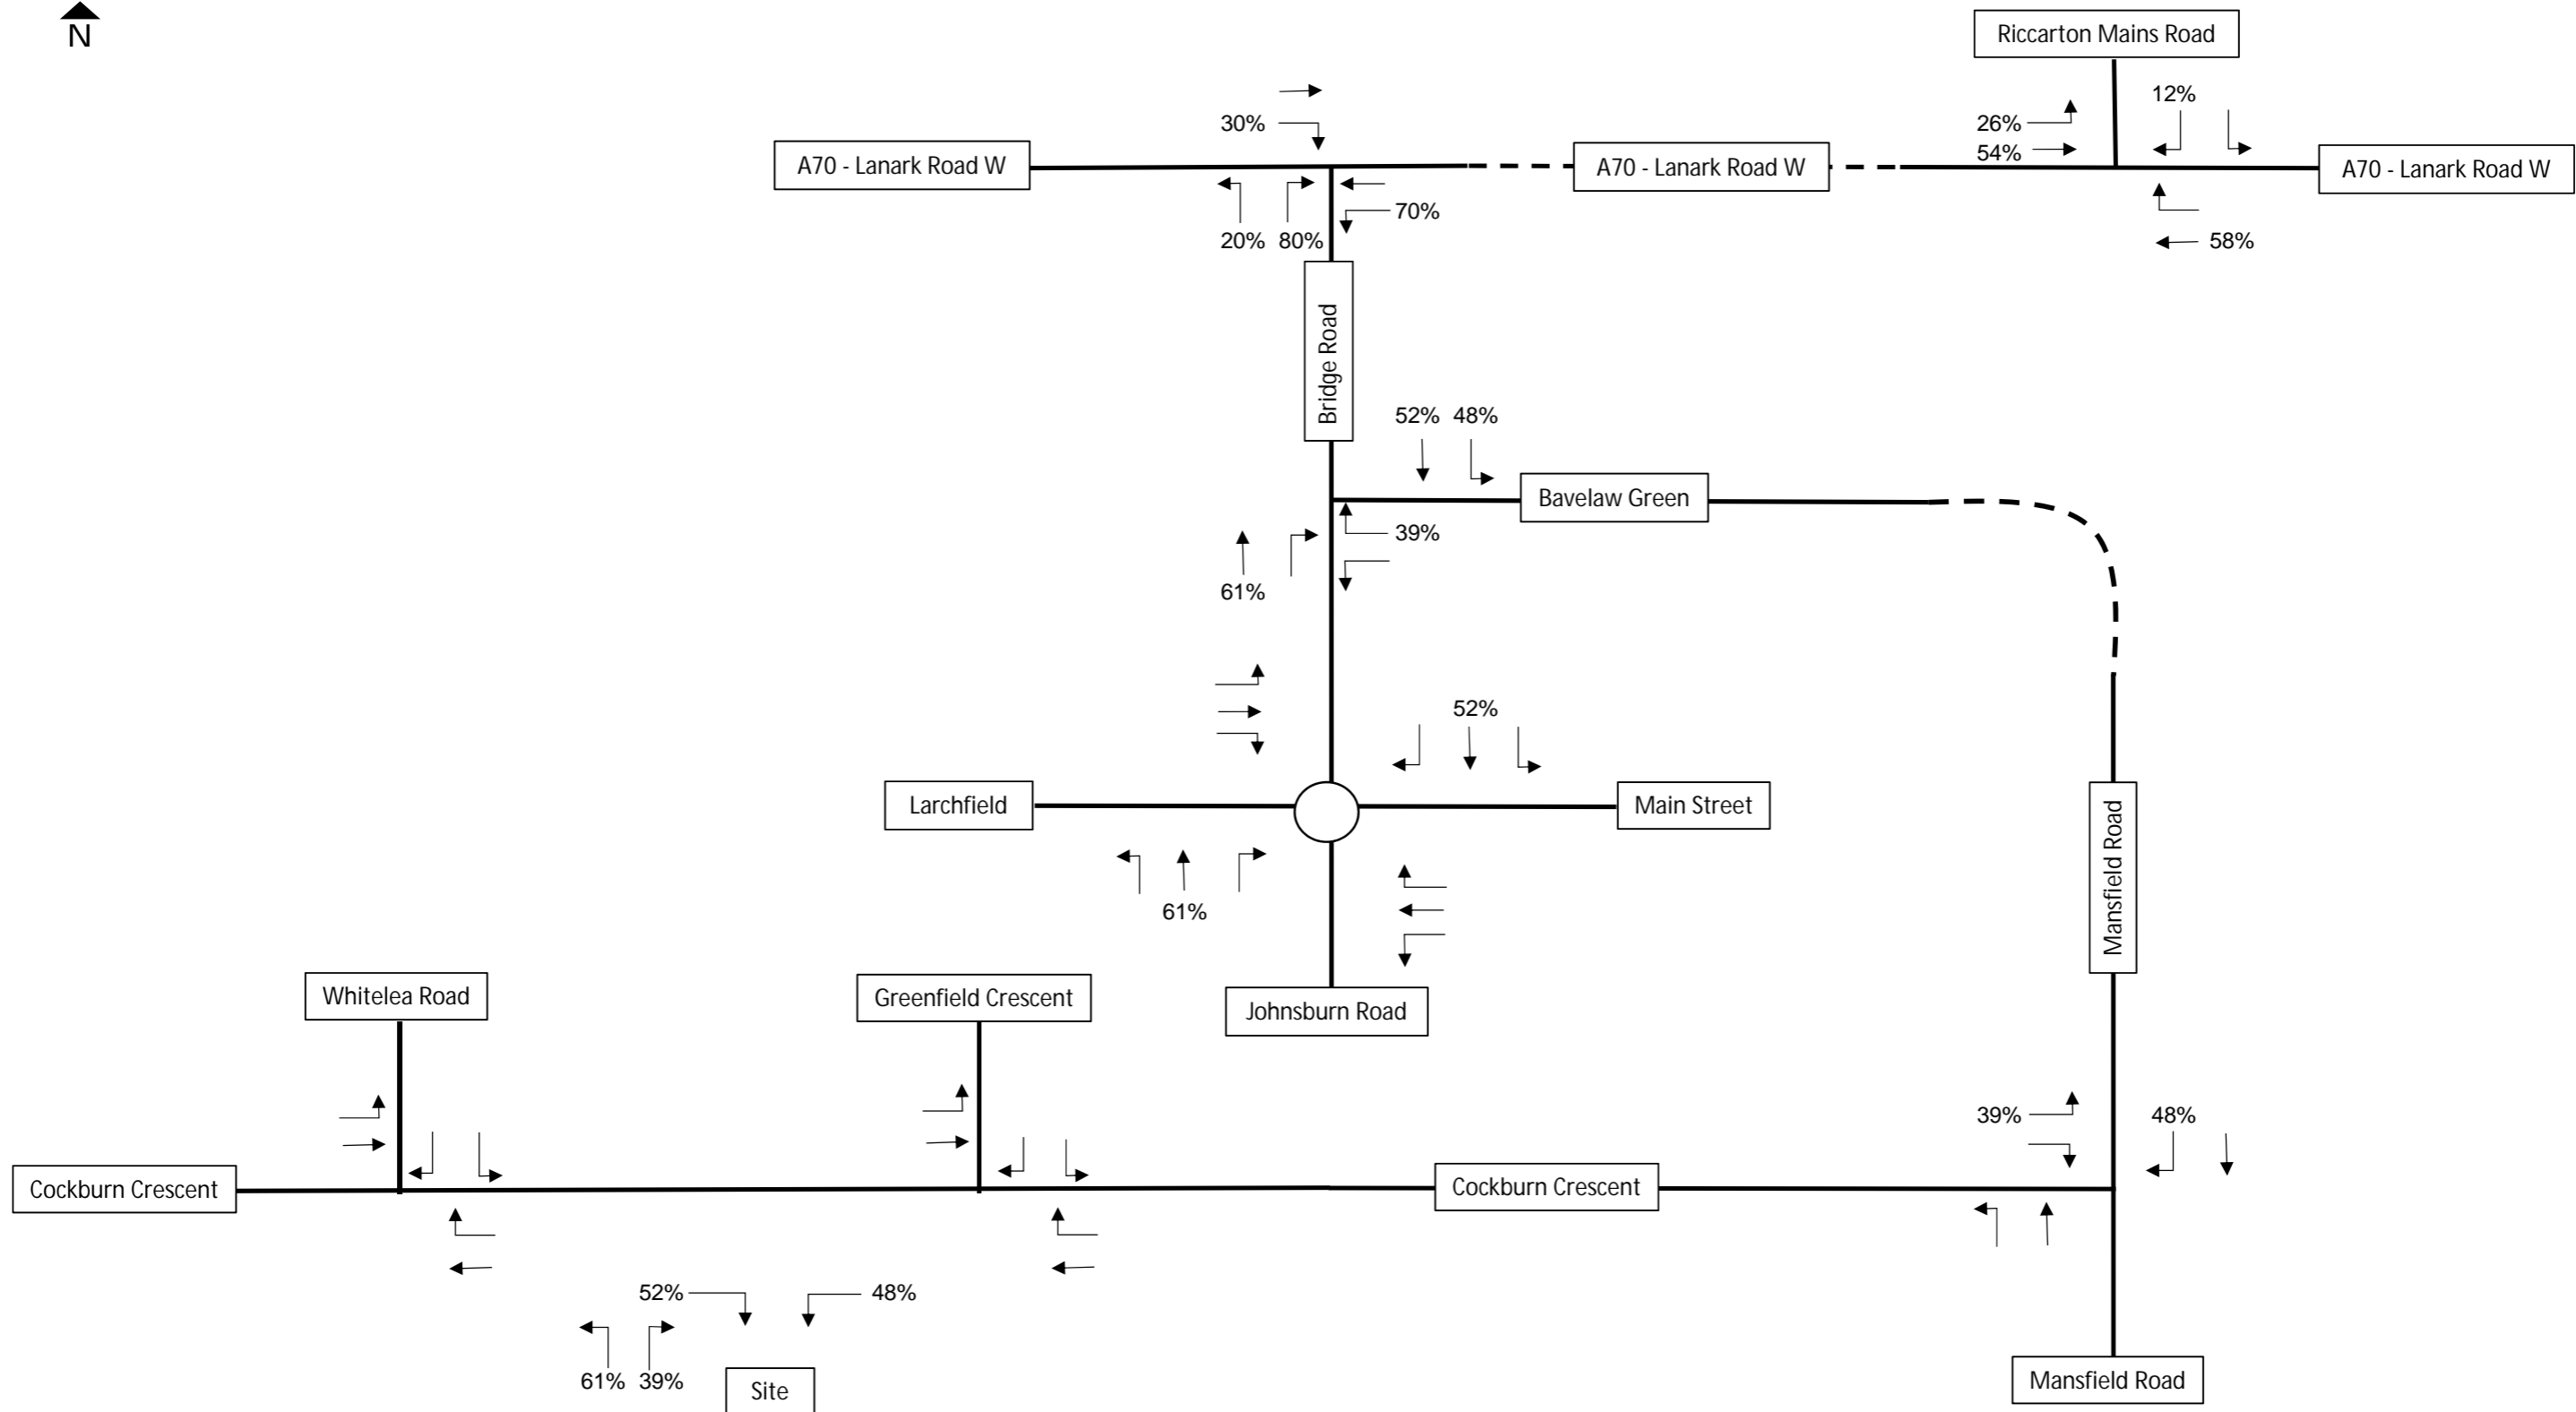 N
Riccarton Mains Road
12%
30%
26%
54%
A70 - Lanark Road W
A70 - Lanark Road W
A70 - Lanark Road W
70%
20% 80%
58%
Bridge Road
52% 48%
Bavelaw Green
39%
61%
52%
Larchfield
Main Street
Mansfield Road
61%
Whitelea Road
Greenfield Crescent
Johnsburn Road
39%
48%
Cockburn Crescent
Cockburn Crescent
52%
48%
61% 39%
Site
Mansfield Road